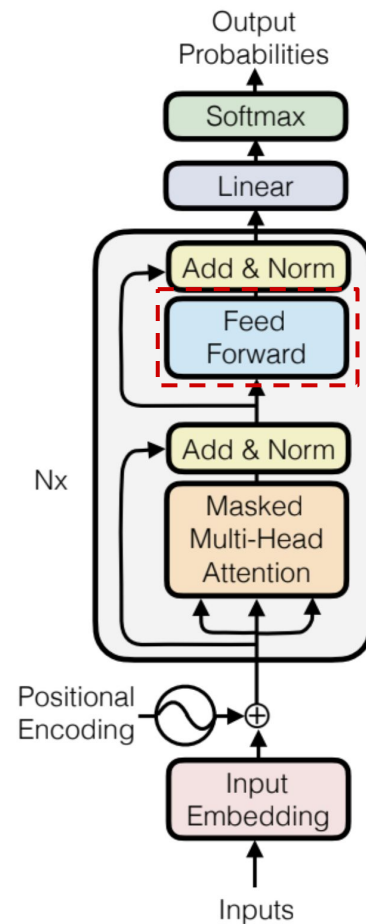 Output
Probabilities
Softmax
Linear
Add & Norm
Feed
Forward
Add & Norm
Nx
Masked
Multi-Head
Attention
Positional
Encoding
Input
Embedding
Inputs